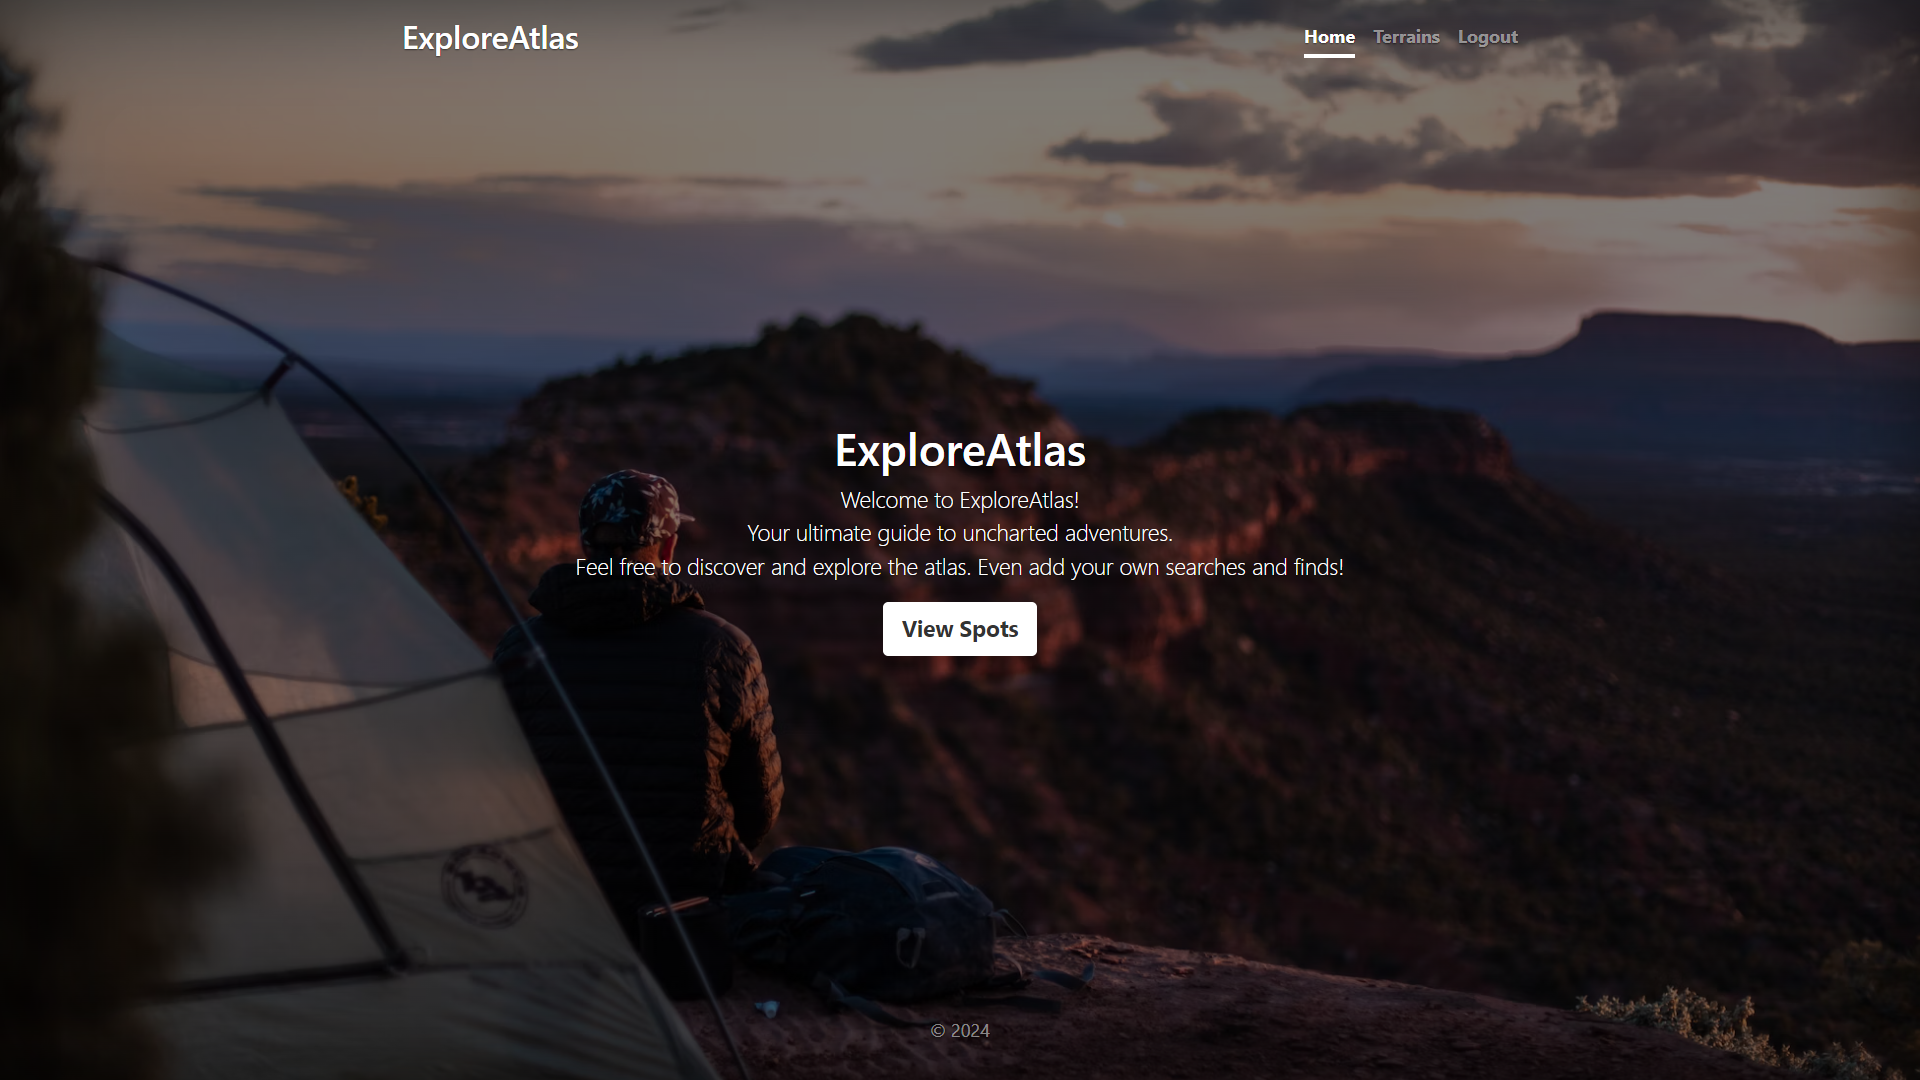 ExploreAtlas
Home Terrains Logout
ExploreAtlas
Welcome to ExploreAtlas!
Your ultimate guide to uncharted adventures.
Feel free to discover and explore the atlas. Even add your own searches and finds!
View Spots
© 2024